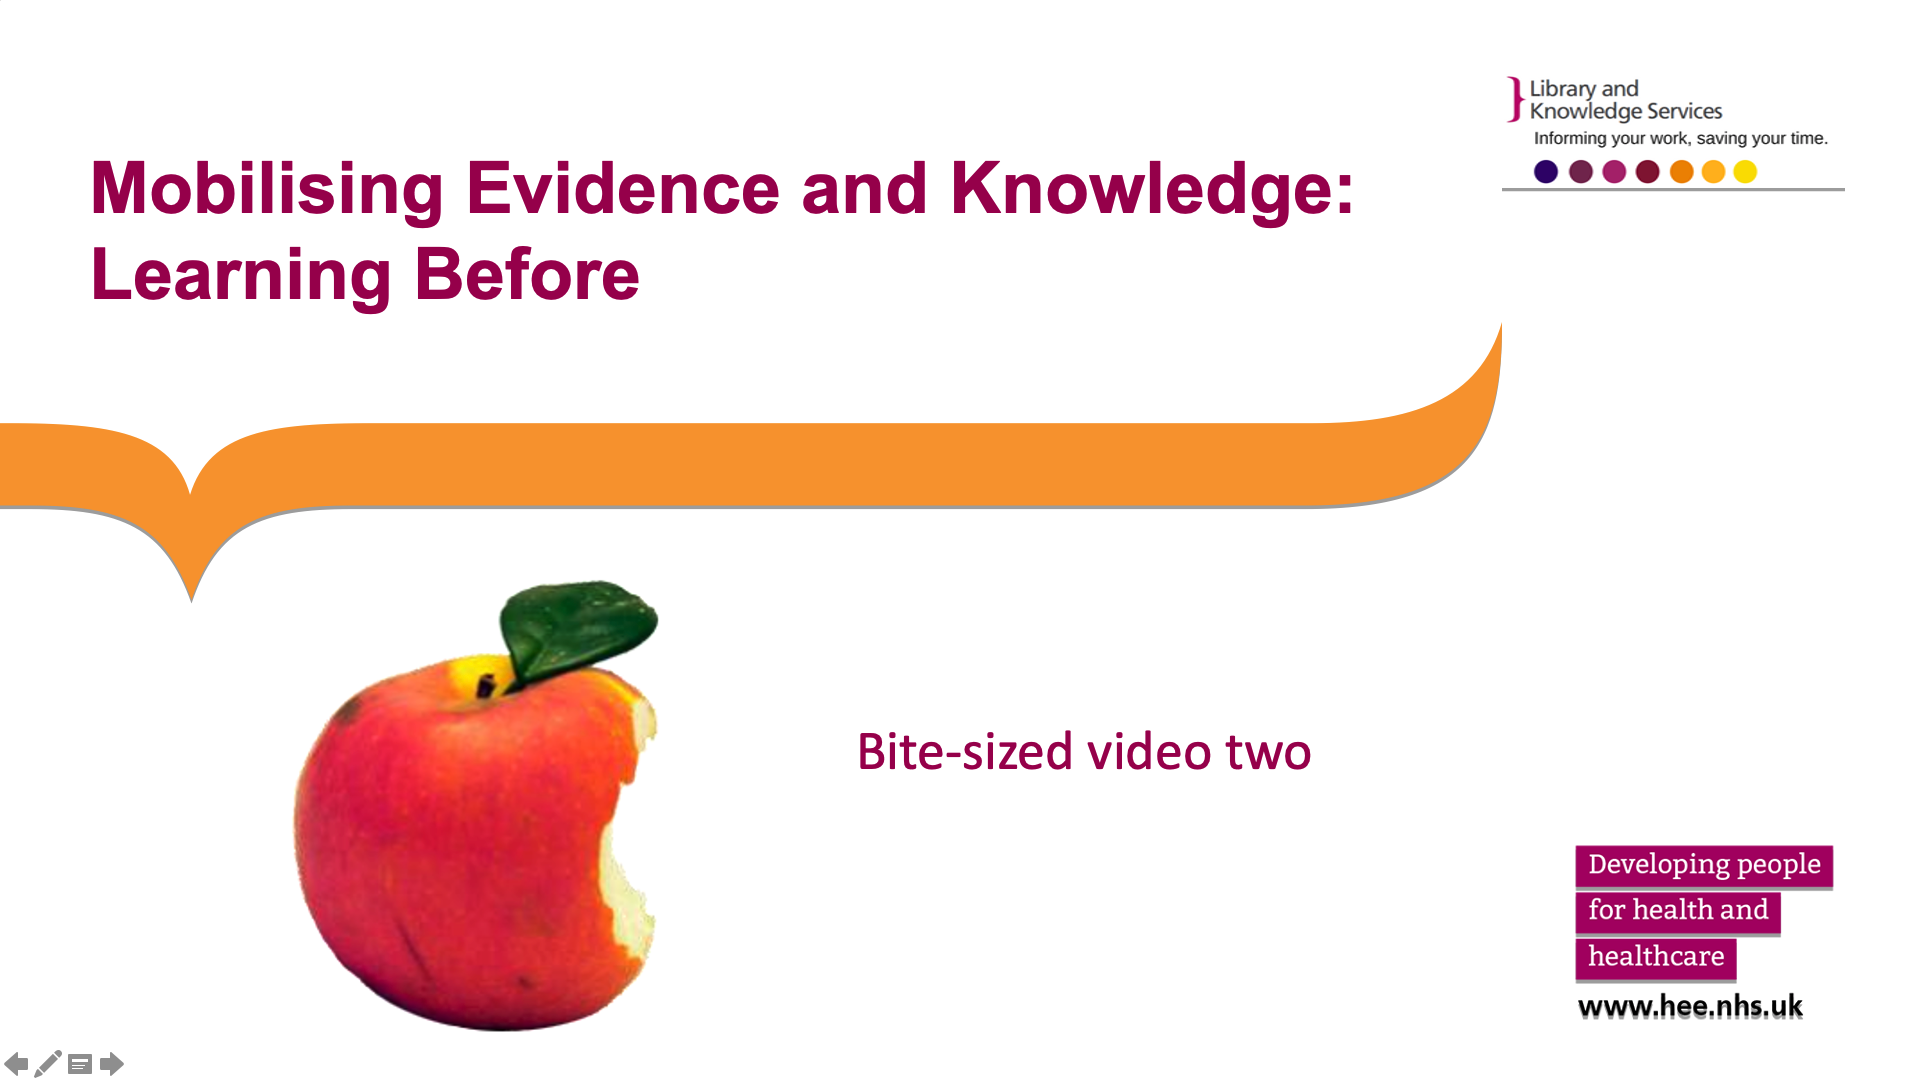 Library and
Knowledge Services
Informing your work, saving your time.
Mobilising Evidence and Knowledge:
Learning Before
Bite-sized video two
Developing people
for health and
healthcare
www.hee.nhs.uk